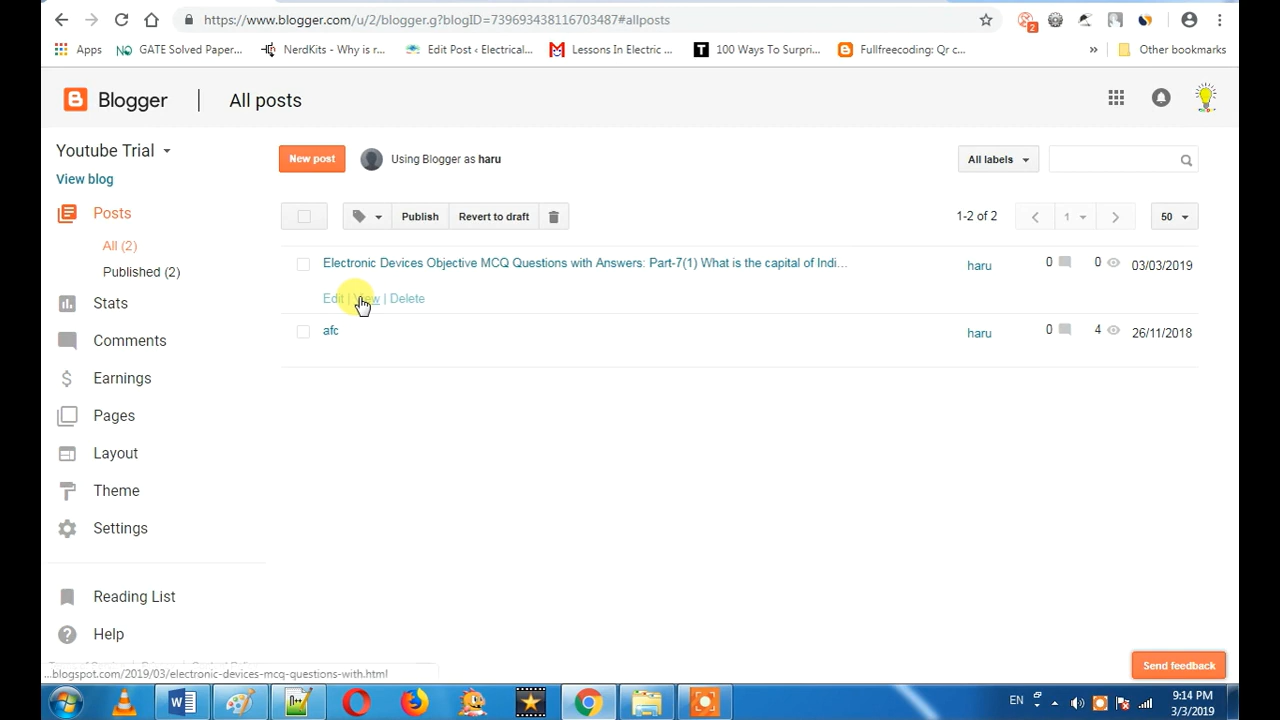 https://www.blogger.com/u/2/blogger.g?blogID=739693438116703487#allposts
2
Apps GATE Solved Paper... NerdKits - Why is r... Edit Post ‹ Electrical... Lessons In Electric ... 100 Ways To Surpri... Fullfreecoding: Qr c... » Other bookmarks
Blogger | All posts
Youtube Trial
View blog
New post Using Blogger as haru All labels
Posts
All (2)
Published (2)
Stats
Comments
Earnings
Pages
Layout
Theme
Settings
Reading List
Help
Publish Revert to draft 1-2 of 2 1 50
Electronic Devices Objective MCQ Questions with Answers: Part-7(1) What is the capital of Indi... haru 0 0 03/03/2019
Edit | View | Delete
afc haru 0 4 26/11/2018
...blogspot.com/2019/03/electronic-devices-mcq-questions-with.html
Send feedback
EN 9:14 PM
3/3/2019